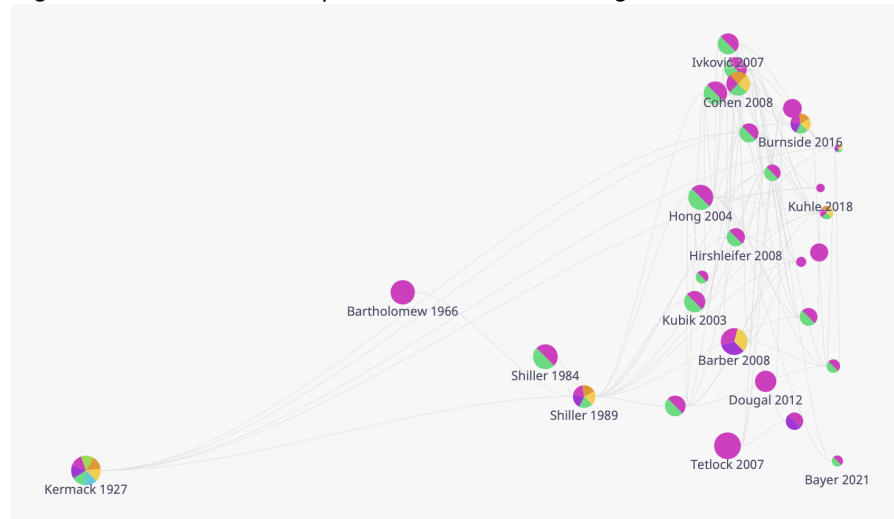 Ivković 2007
Cohen 2008
Burnside 2016
Kuhle 2018
Hong 2004
Hirshleifer 2008
Bartholomew 1966
Kubik 2003
Barber 2008
Shiller 1984
Dougal 2012
Shiller 1989
Tetlock 2007
Bayer 2021
Kermack 1927